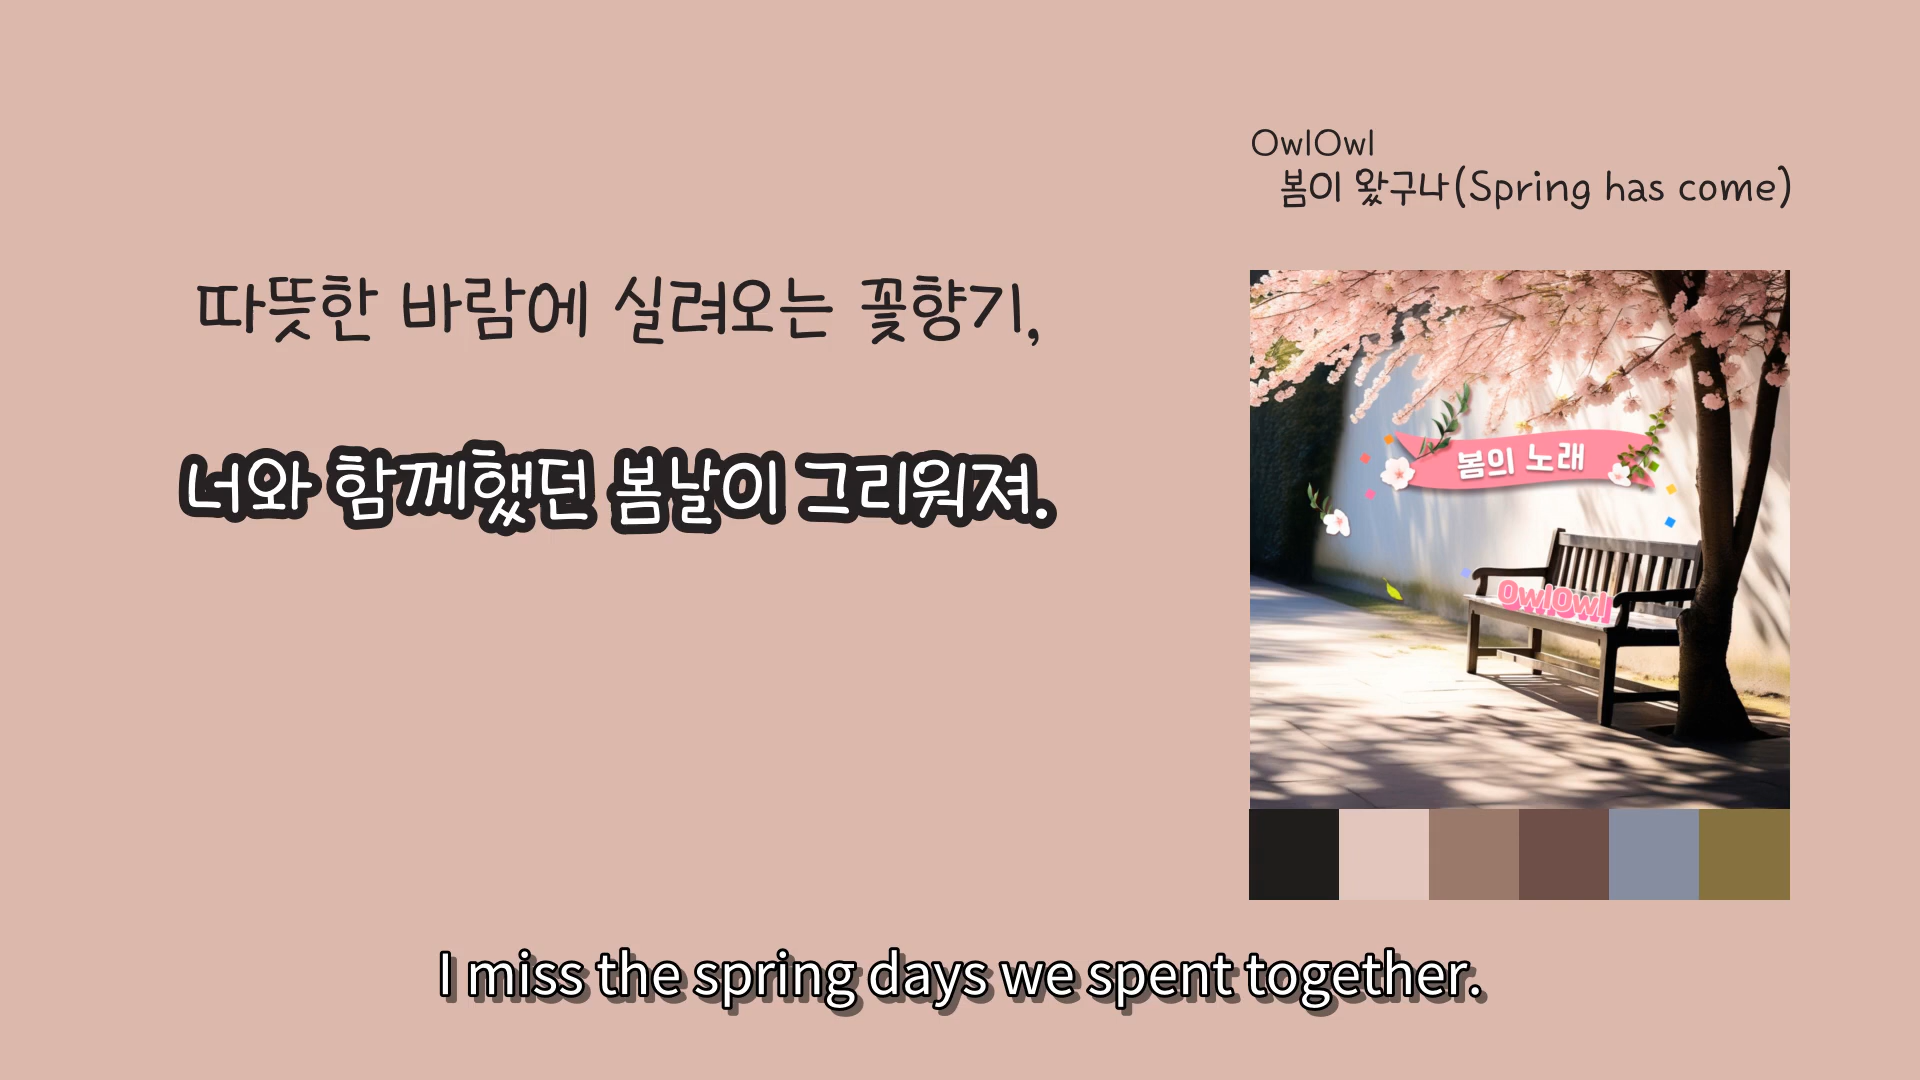 OwlOwl
봄이 왔구나(Spring has come)
따뜻한 바람에 실려오는 꽃향기,
너와 함께했던 봄날이 그리워져.
봄의 노래
OwlOwl
I miss the spring days we spent together.